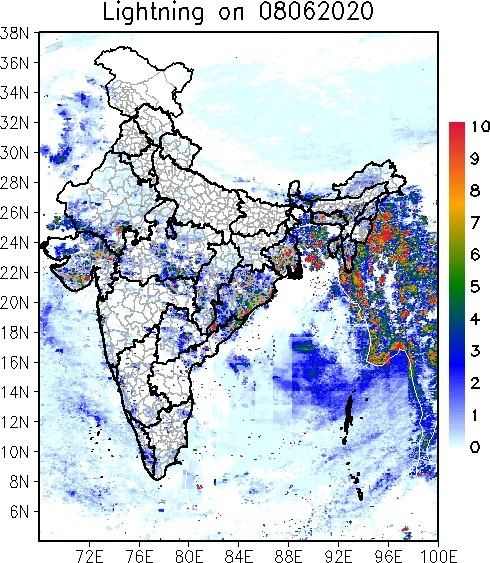 Lightning on 08062020
38N
36N
34N
32N
30N
28N
26N
24N
22N
20N
18N
16N
14N
12N
10N
8N
6N
72E 76E 80E 84E 88E 92E 96E 100E
10
9
8
7
6
5
4
3
2
1
0